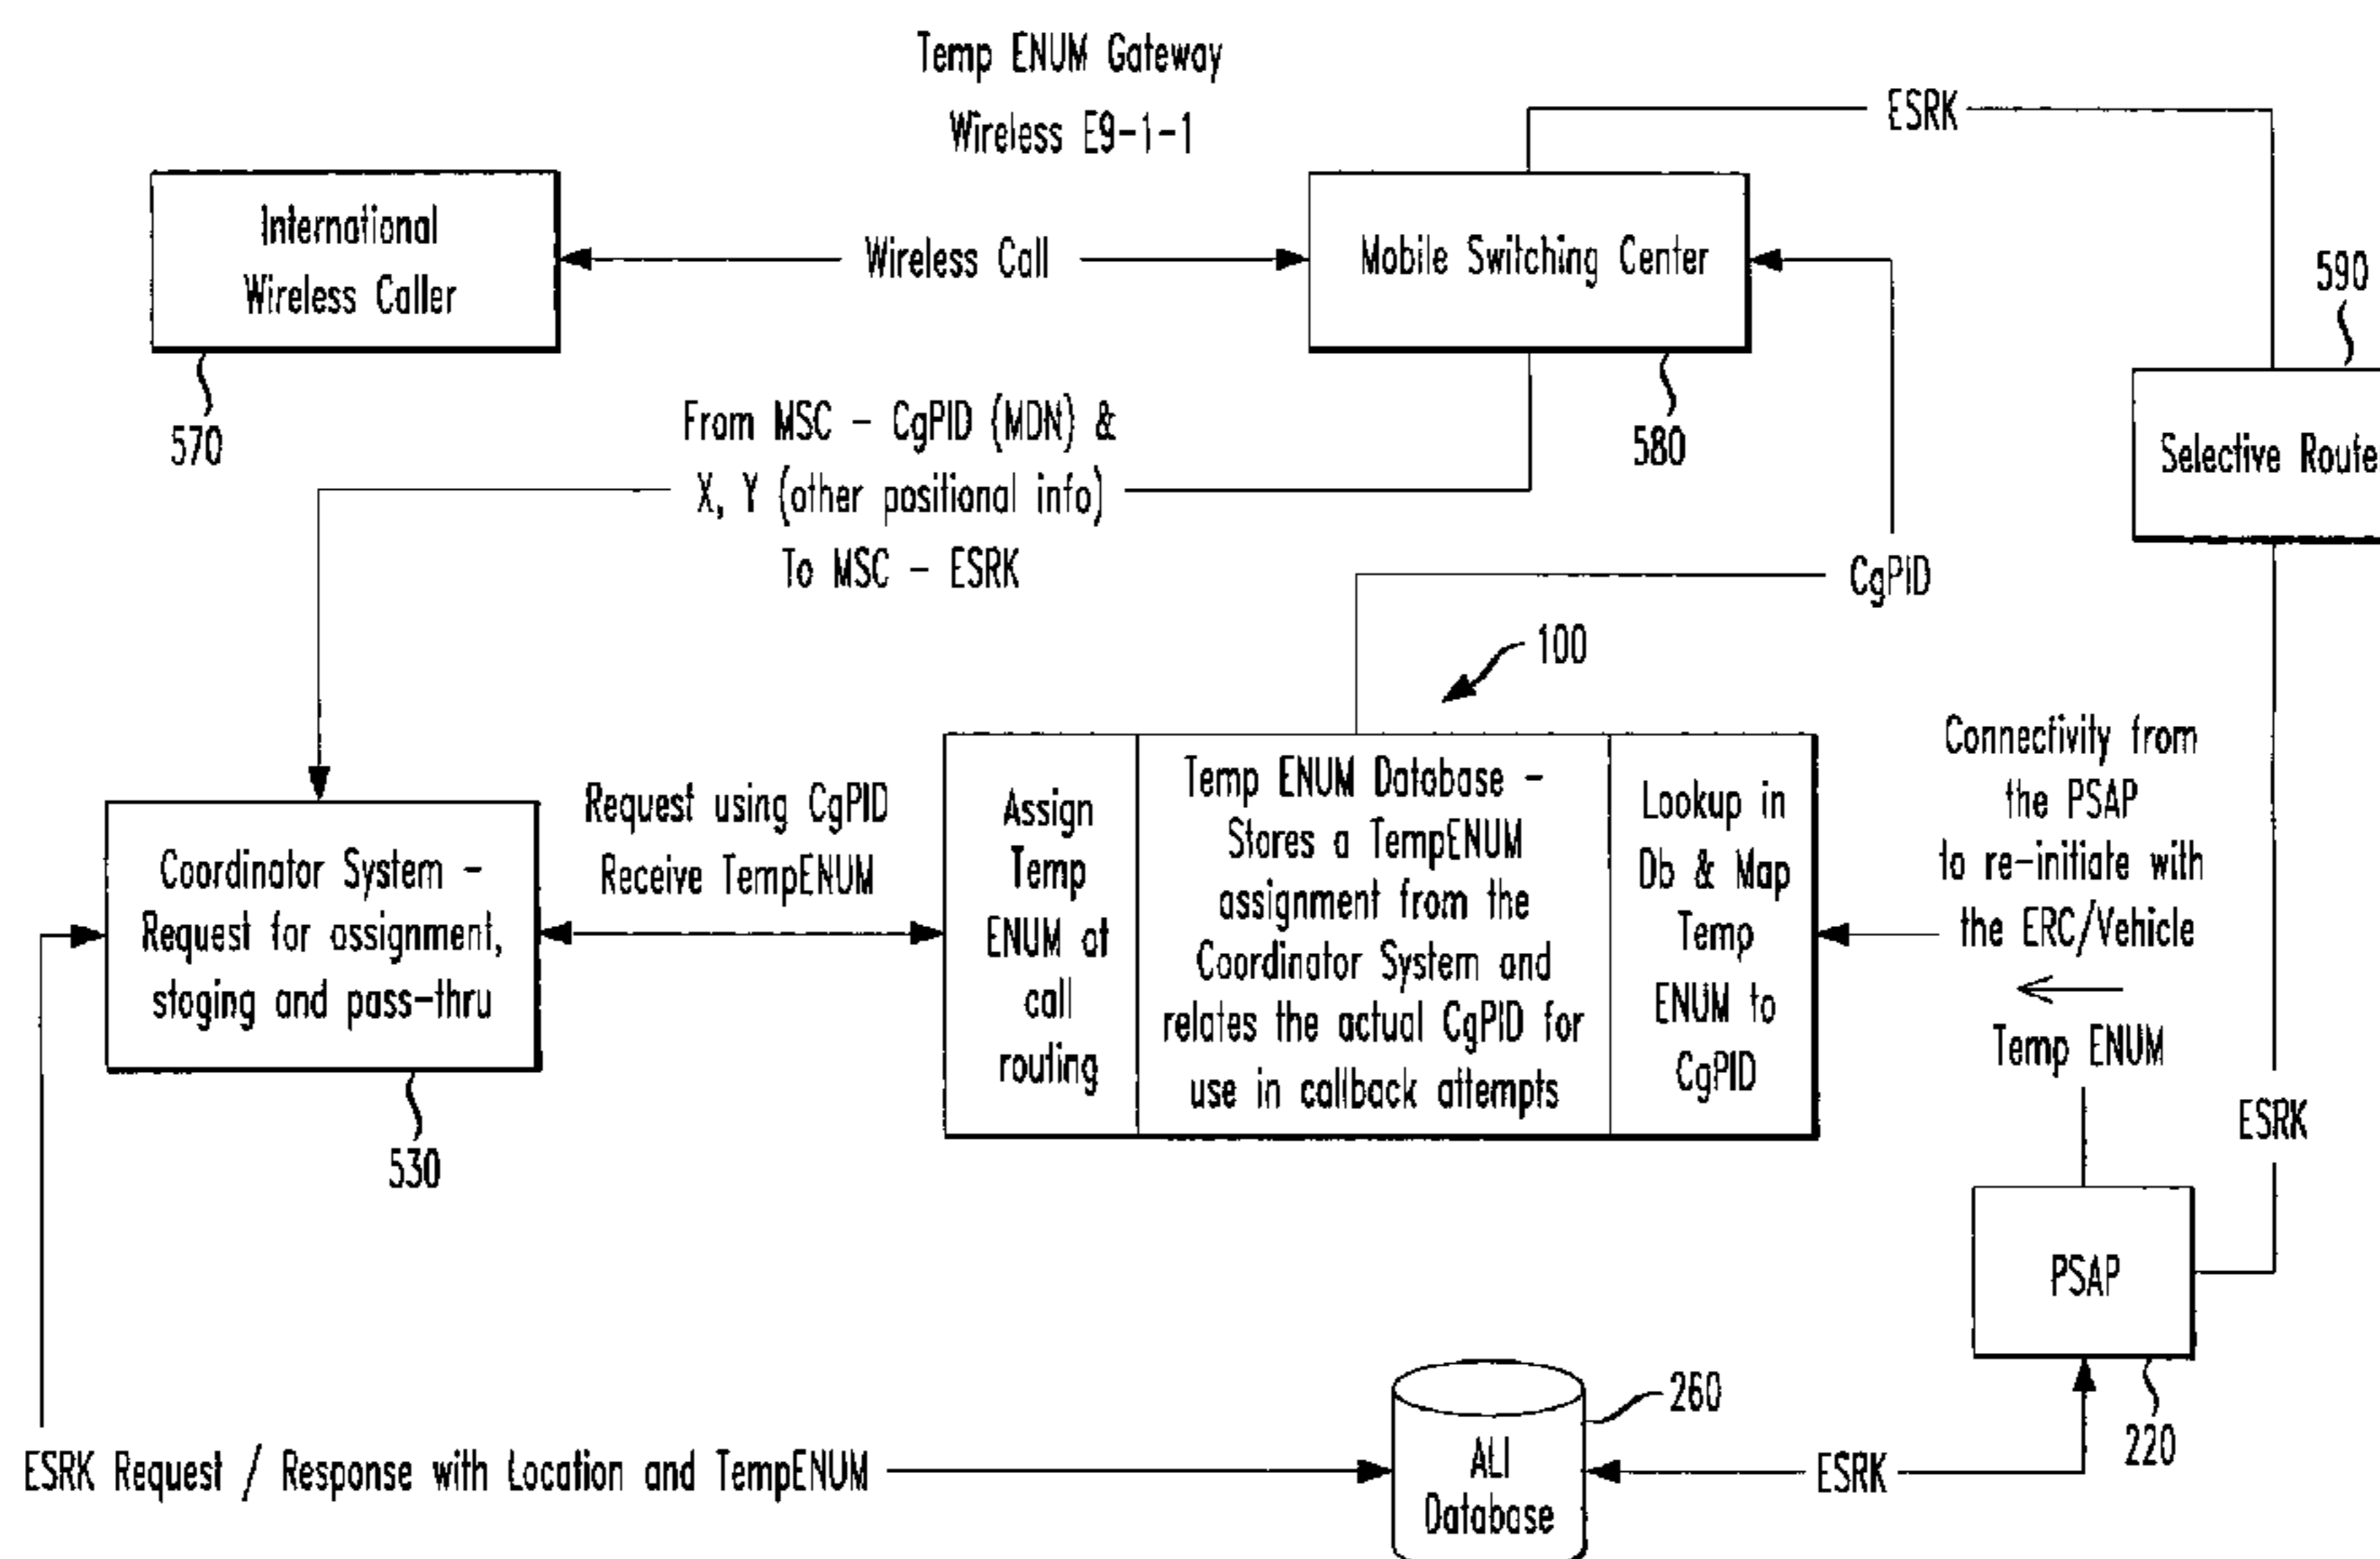 Temp ENUM Gateway
Wireless E9-1-1
ESRK
International
Wireless Caller
Wireless Call
Mobile Switching Center
590
570
From MSC - CgPID (MDN) &
X, Y (other positional info)
To MSC - ESRK
580
Selective Route
CgPID
100
Coordinator System -
Request for assignment,
staging and pass-thru
530
Request using CgPID
Receive TempENUM
Assign
Temp
ENUM at
call
routing
Temp ENUM Database -
Stores a TempENUM
assignment from the
Coordinator System and
relates the actual CgPID for
use in callback attempts
Lookup in
Db & Map
Temp
ENUM to
CgPID
Connectivity from
the PSAP
to re-initiate with
the ERC/Vehicle
Temp ENUM
ESRK
PSAP
220
260
ESRK Request / Response with Location and TempENUM
ALI
Database
ESRK